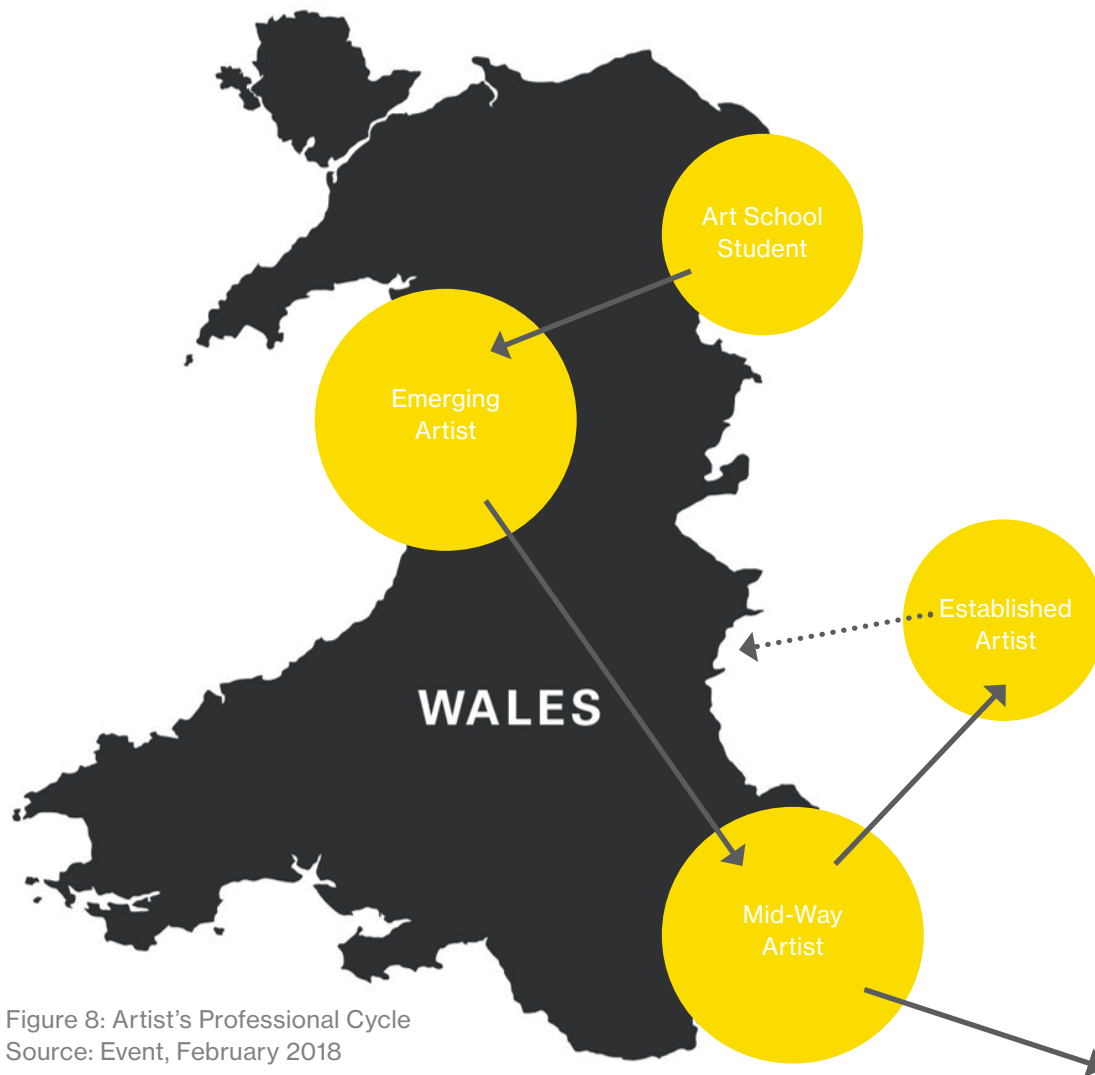 Art School
Student
Emerging
Artist
Established
Artist
WALES
Mid-Way
Artist
Figure 8: Artist’s Professional Cycle
Source: Event, February 2018